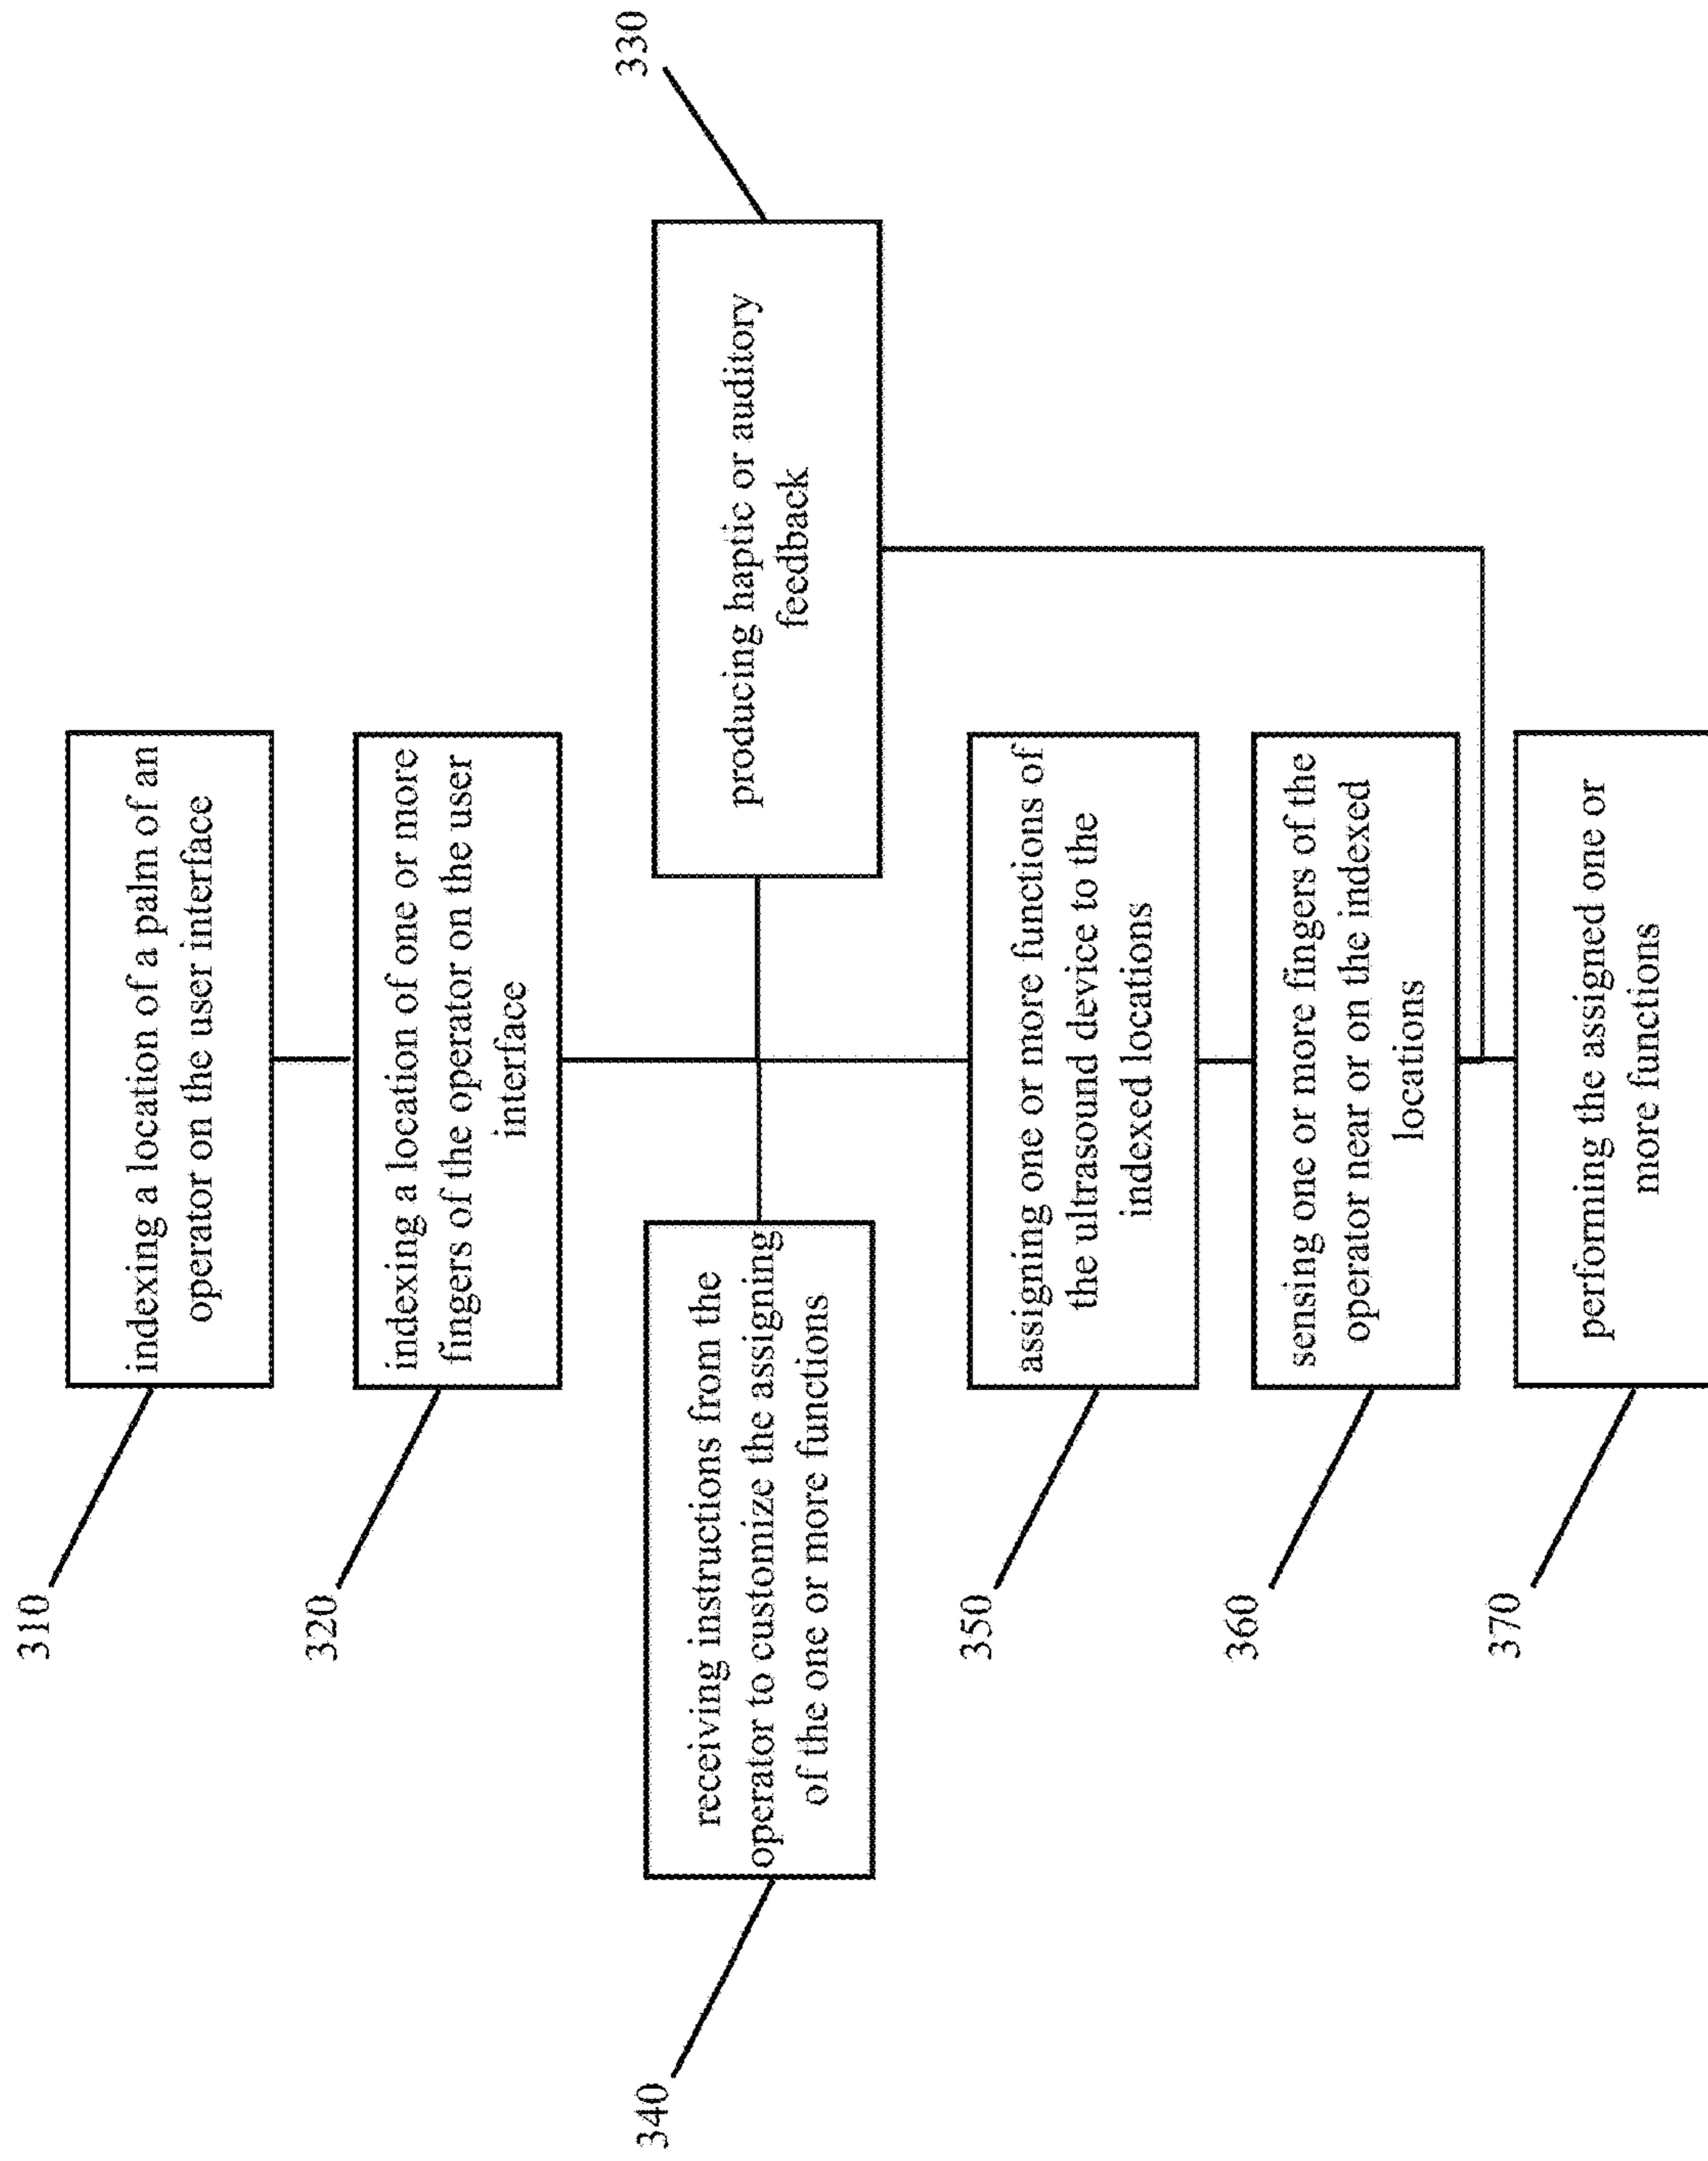 310
indexing a location of a palm of an
operator on the user interface
320
indexing a location of one or more
fingers of the operator on the user
interface
330
producing haptic or auditory
feedback
340
receiving instructions from the
operator to customize the assigning
of the one or more functions
350
assigning one or more functions of
the ultrasound device to the
indexed locations
360
sensing one or more fingers of the
operator near or on the indexed
locations
370
performing the assigned one or
more functions